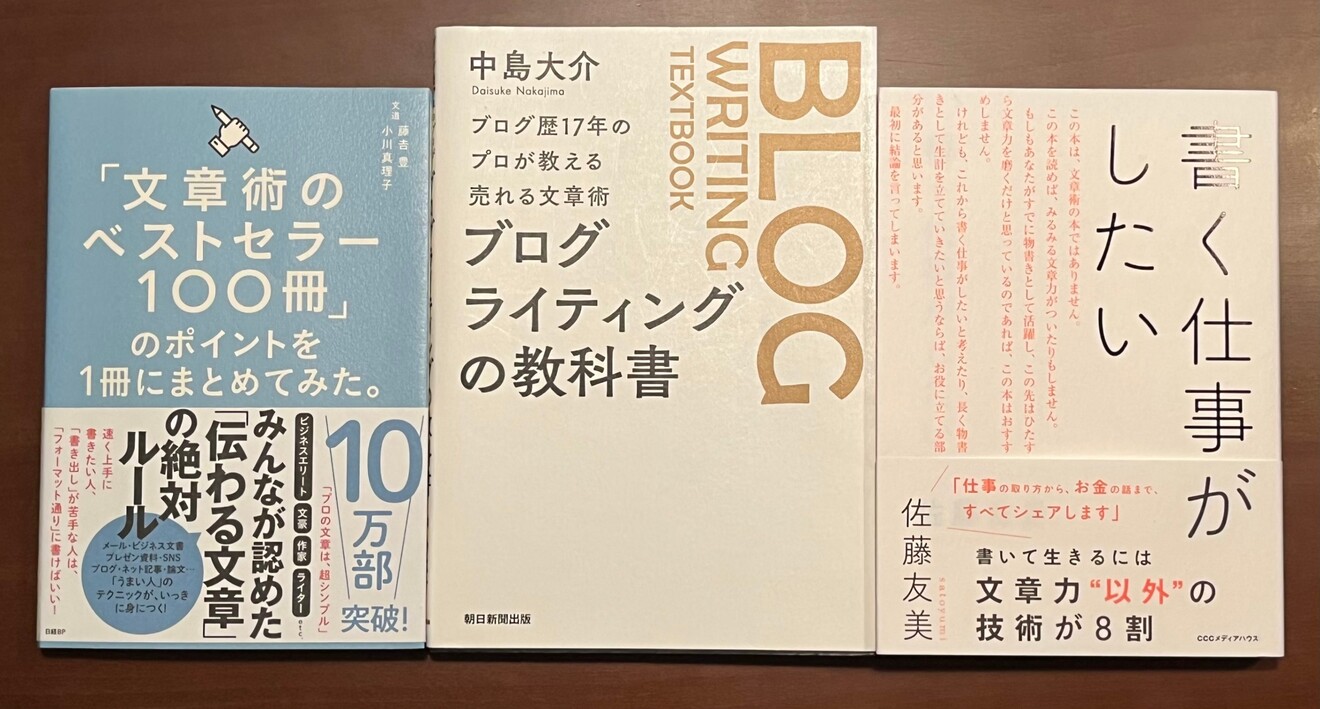 文道 藤𠮷 豊
小川真理子
「文章術の
ベストセラー
100冊」
のポイントを
1冊にまとめてみた。
10
万部
突破!
「プロの文章は、超シンプル」
ビジネスエリート 文豪 作家 ライター etc.
みんなが認めた
「伝わる文章」
の絶対
ルール
速く上手に
書きたい人、
「書き出し」が苦手な人は、
「フォーマット通り」に書けばいい!
メール・ビジネス文書
プレゼン資料・SNS
ブログ・ネット記事・論文…
「うまい人」の
テクニックが、いっき
に身につく!
日経BP
BLOG
WRITING
TEXTBOOK
中島大介
Daisuke Nakajima
ブログ歴17年の
プロが教える
売れる文章術
ブログ
ライティング
の教科書
朝日新聞出版
書く仕事が
したい
この本は、文章術の本ではありません。
この本を読めば、みるみる文章力がついたりもしません。
もしもあなたがすでに物書きとして活躍し、この先はひたす
ら文章力を磨くだけと思っているのであれば、この本はおすす
めしません。
けれども、これから書く仕事がしたいと考えたり、長く物書
きとして生計を立てていきたいと思うならば、お役に立てる部
分があると思います。
最初に結論を言ってしまいます。
「仕事の取り方から、お金の話まで、
すべてシェアします」
佐藤友美
satoyumi
書いて生きるには
文章力“以外”の
技術が8割
CCCメディアハウス